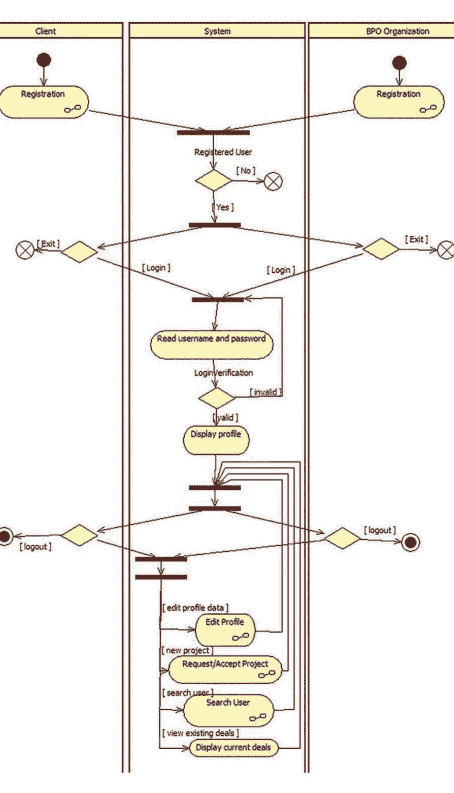 Client
System
BPO Organization
Registration
Registration
Registered User
[ No ]
[Yes ]
[ Exit ]
[ Exit ]
[ Login ]
[ Login ]
Read username and password
LoginVerification
[ invalid ]
[valid ]
Display profile
[ logout ]
[ logout ]
[ edit profile data ]
Edit Profile
[ new project ]
Request/Accept Project
[ search user ]
Search User
[ view existing deals ]
Display current deals